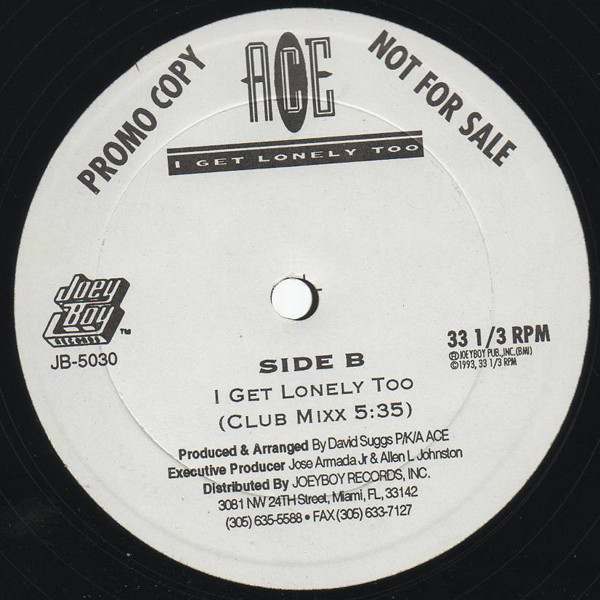 PROMO COPY
ACE
NOT FOR SALE
I GET LONELY TOO
Joey
Boy
RECORDS
TM
JB-5030
33 1/3 RPM
Ⓟ JOEYBOY PUB., INC. (BMI)
©1993, 33 1/3 RPM
SIDE B
I GET LONELY TOO
(CLUB MIXX 5:35)
Produced & Arranged By David Suggs P/K/A ACE
Executive Producer Jose Armada Jr & Allen L Johnston
Distributed By JOEYBOY RECORDS, INC.
3081 NW 24TH Street, Miami, FL, 33142
(305) 635-5588 • FAX (305) 633-7127